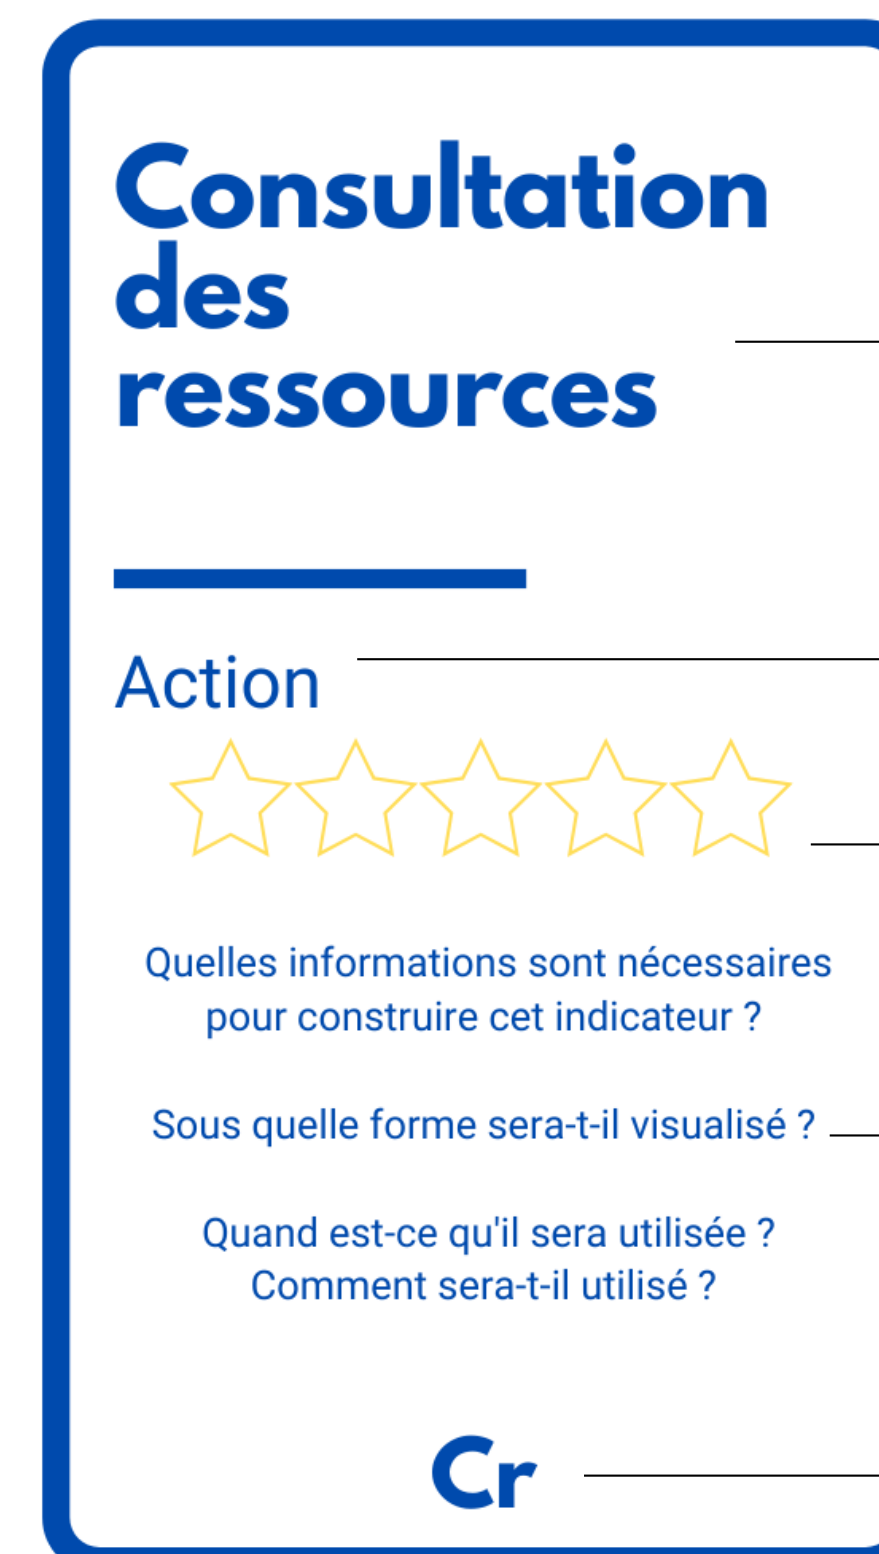 Consultation
des
ressources
Action
Quelles informations sont nécessaires
pour construire cet indicateur ?
Sous quelle forme sera-t-il visualisé ?
Quand est-ce qu'il sera utilisée ?
Comment sera-t-il utilisé ?
Cr